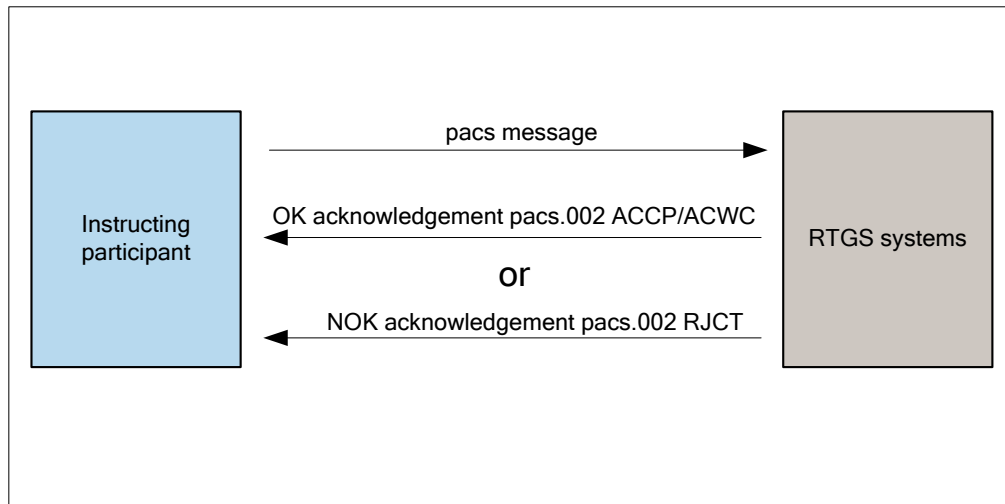 pacs message
Instructing
participant
OK acknowledgement pacs.002 ACCP/ACWC
or
NOK acknowledgement pacs.002 RJCT
RTGS systems